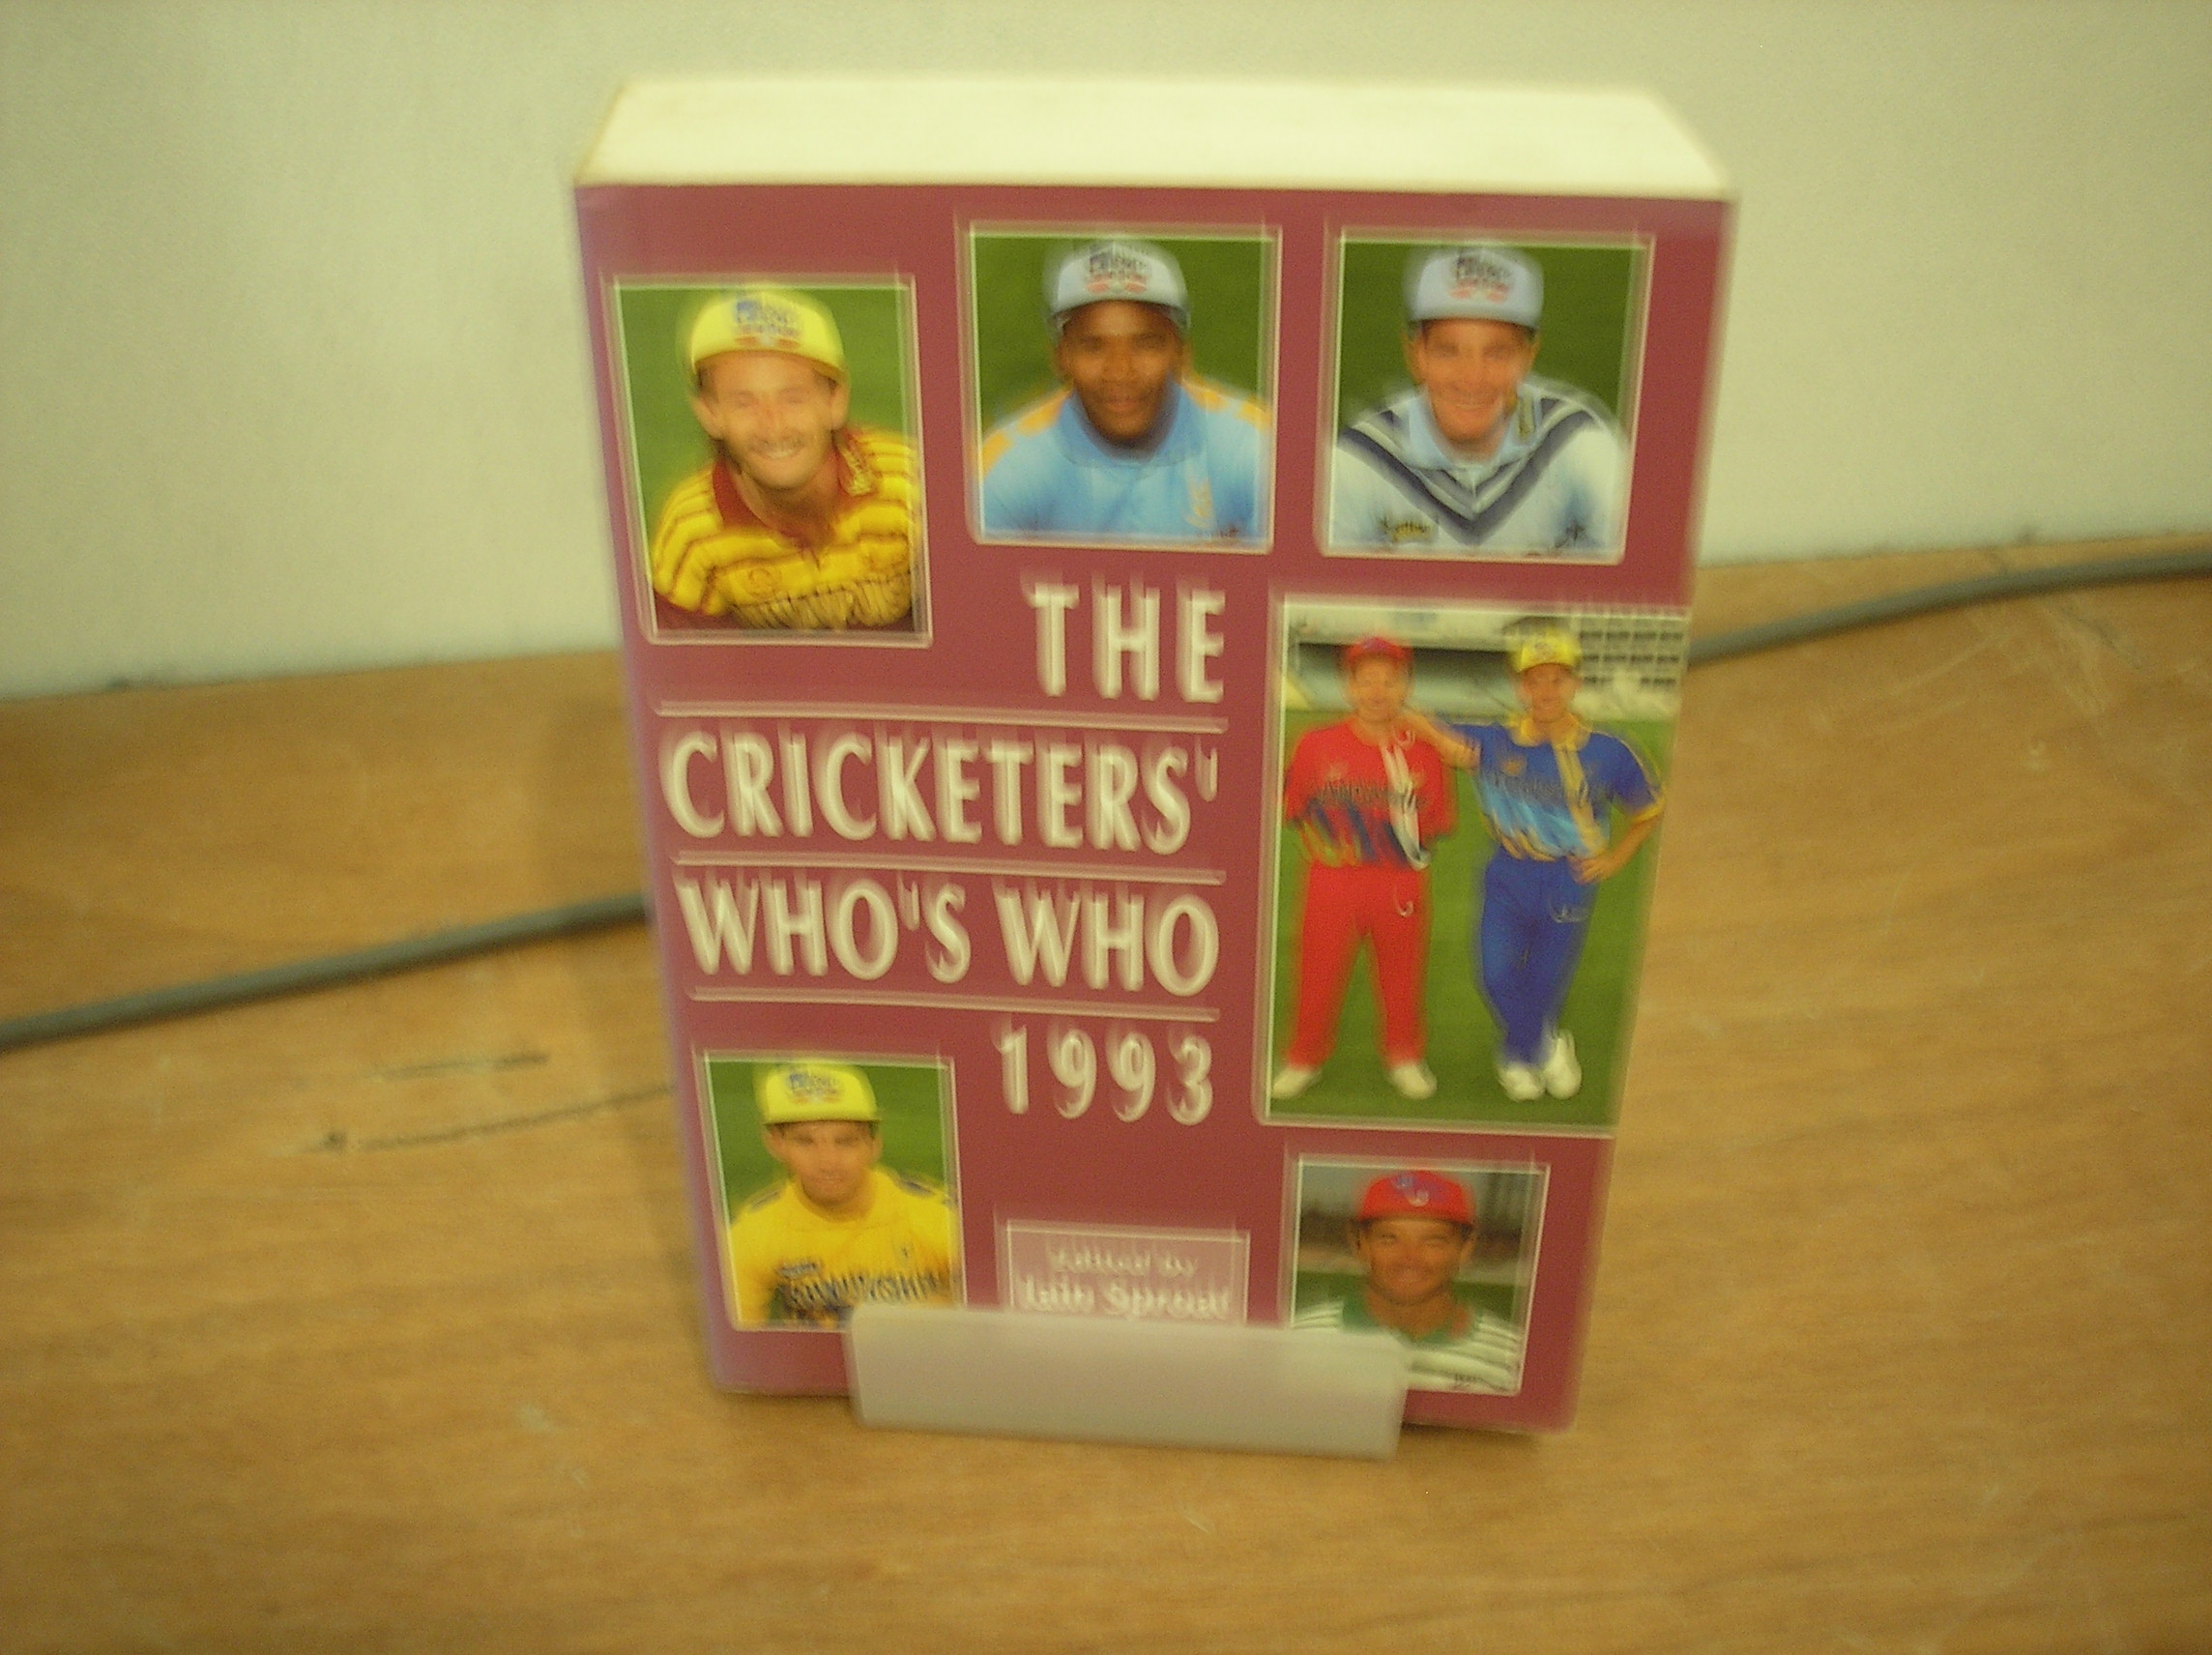 THE
CRICKETERS'
WHO'S WHO
1993
Edited by
Iain Sproat